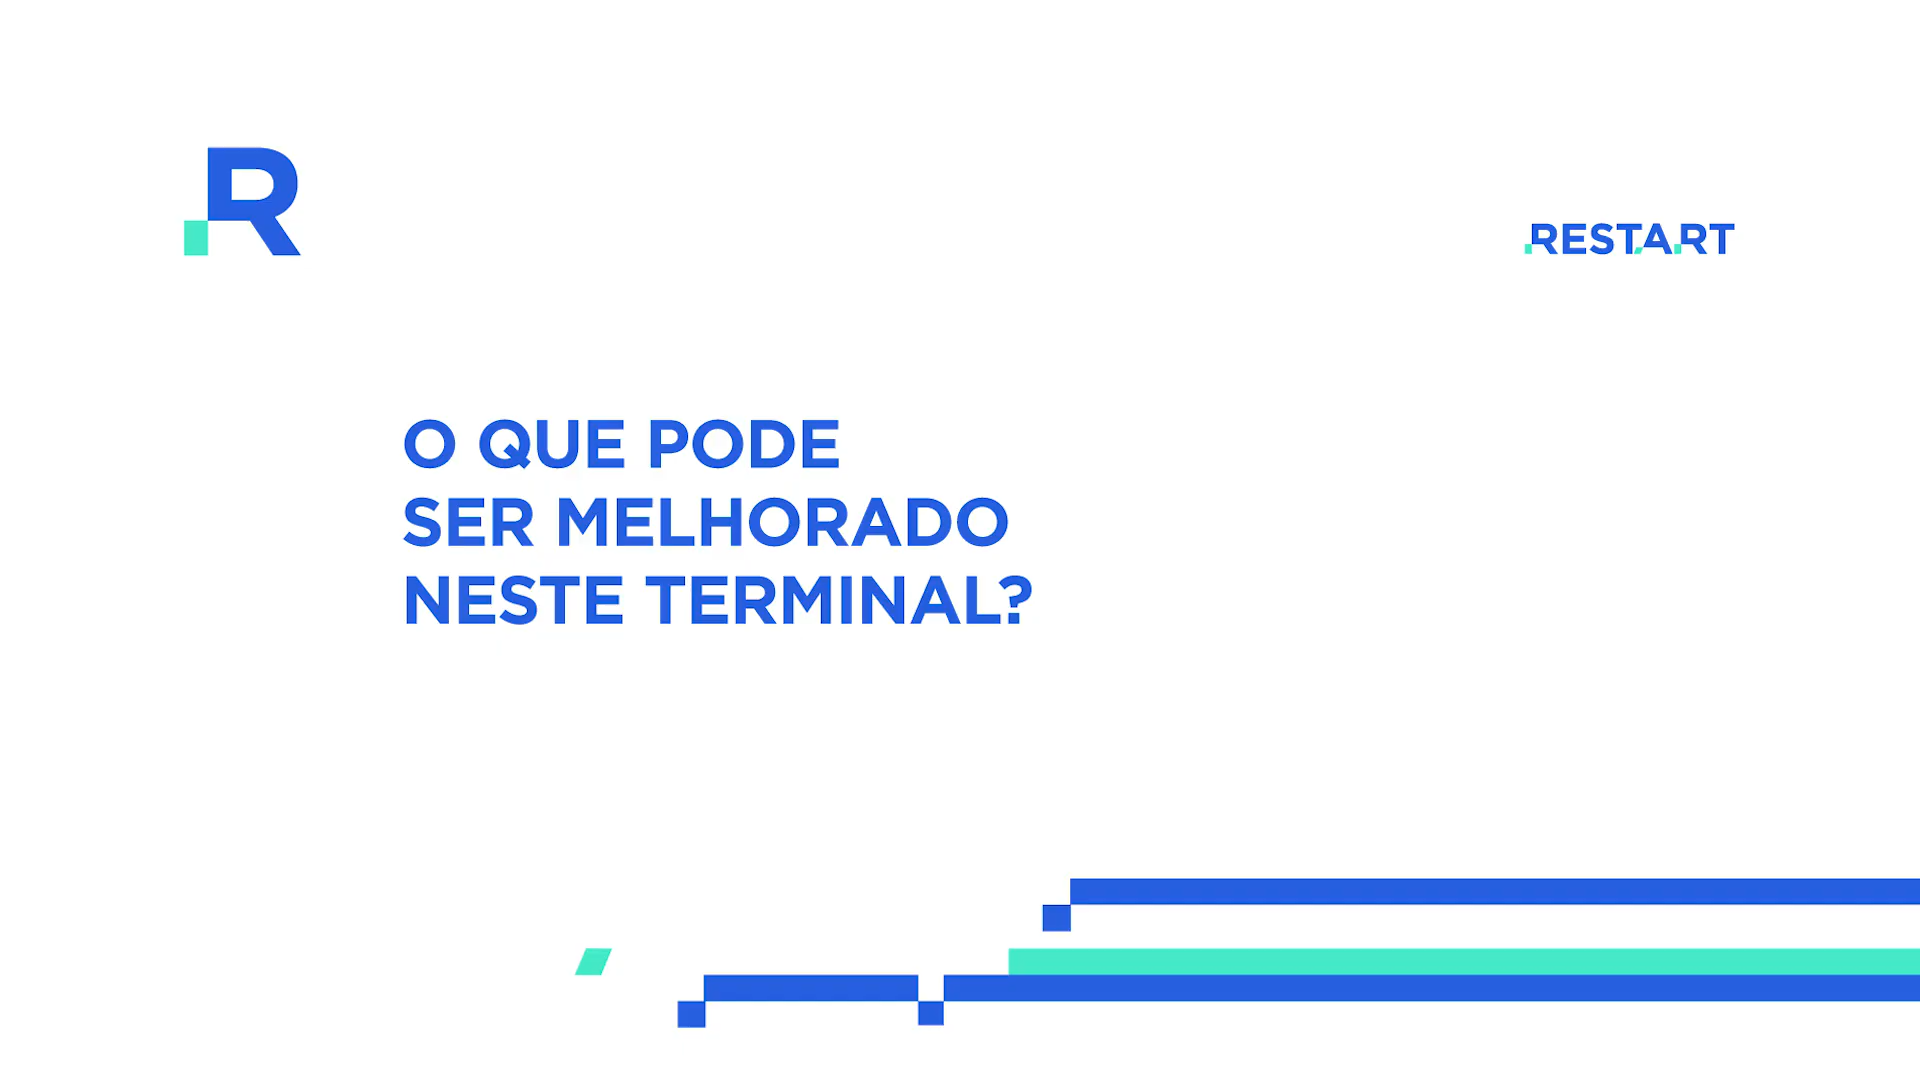 R
RESTART
O QUE PODE
SER MELHORADO
NESTE TERMINAL?